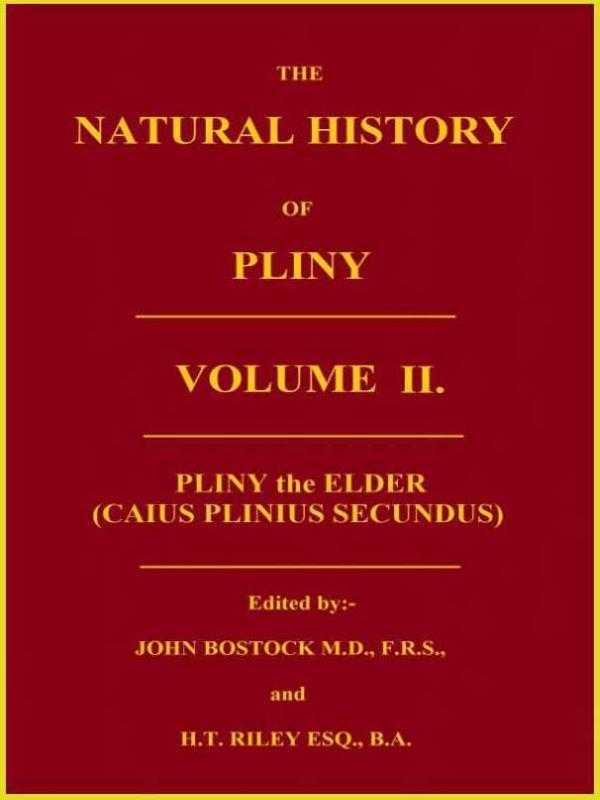 THE
NATURAL HISTORY
OF
PLINY
VOLUME II.
PLINY the ELDER
(CAIUS PLINIUS SECUNDUS)
Edited by:-
JOHN BOSTOCK M.D., F.R.S.,
and
H.T. RILEY ESQ., B.A.